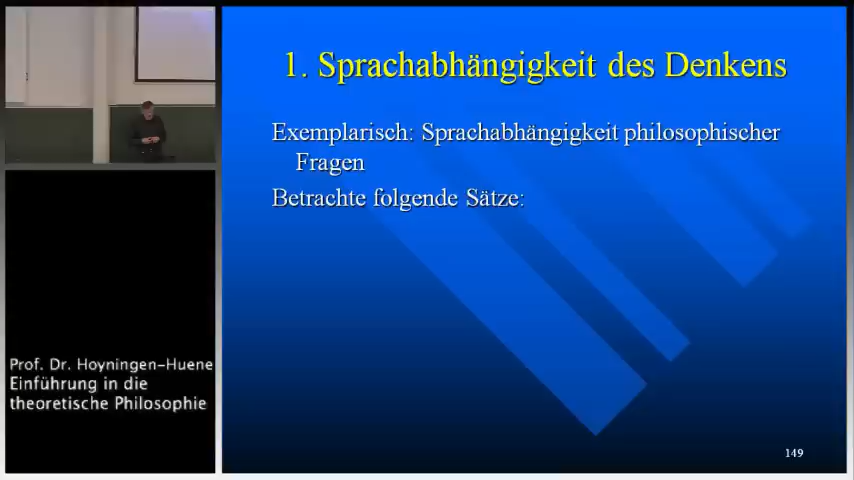 1. Sprachabhängigkeit des Denkens
Exemplarisch: Sprachabhängigkeit philosophischer
Fragen
Betrachte folgende Sätze:
149
Prof. Dr. Hoyningen-Huene
Einführung in die
theoretische Philosophie